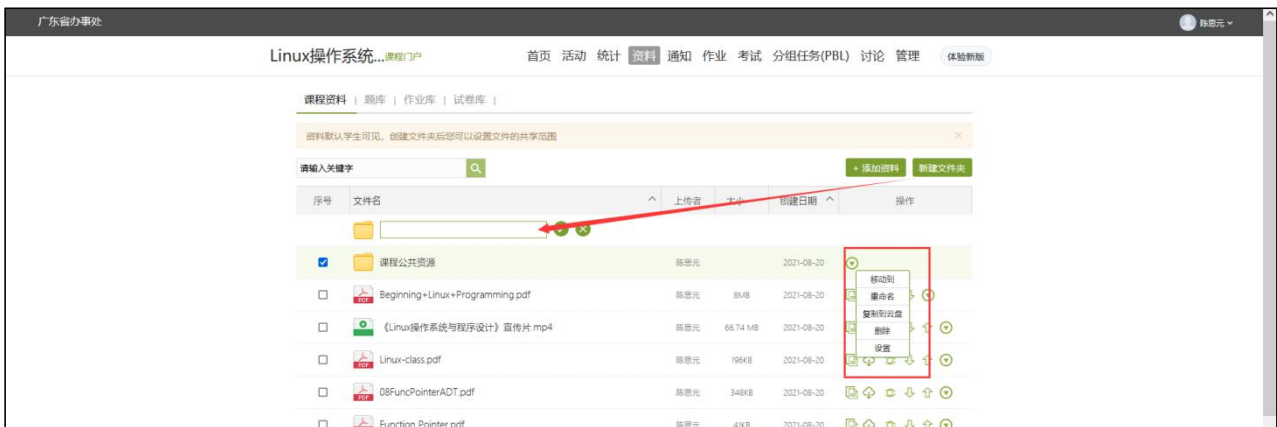 广东省办事处 陈思元
Linux操作系统...课程门户 首页 活动 统计 资料 通知 作业 考试 分组任务(PBL) 讨论 管理 体验新版
课程资料 | 题库 | 作业库 | 试卷库 |
资料默认学生可见，创建文件夹后您可以设置文件的共享范围
请输入关键字 + 添加资料 新建文件夹
序号 文件名 上传者 大小 创建日期 操作
课程公共资源 陈思元 2021-08-20
移动到
Beginning+Linux+Programming.pdf 陈思元 8MB 2021-08-20 重命名
复制到云盘
《Linux操作系统与程序设计》宣传片.mp4 陈思元 66.74 MB 2021-08-20 删除
设置
Linux-class.pdf 陈思元 196KB 2021-08-20
08FuncPointerADT.pdf 陈思元 348KB 2021-08-20
Function Pointer.pdf 陈思元 41KB 2021-08-20